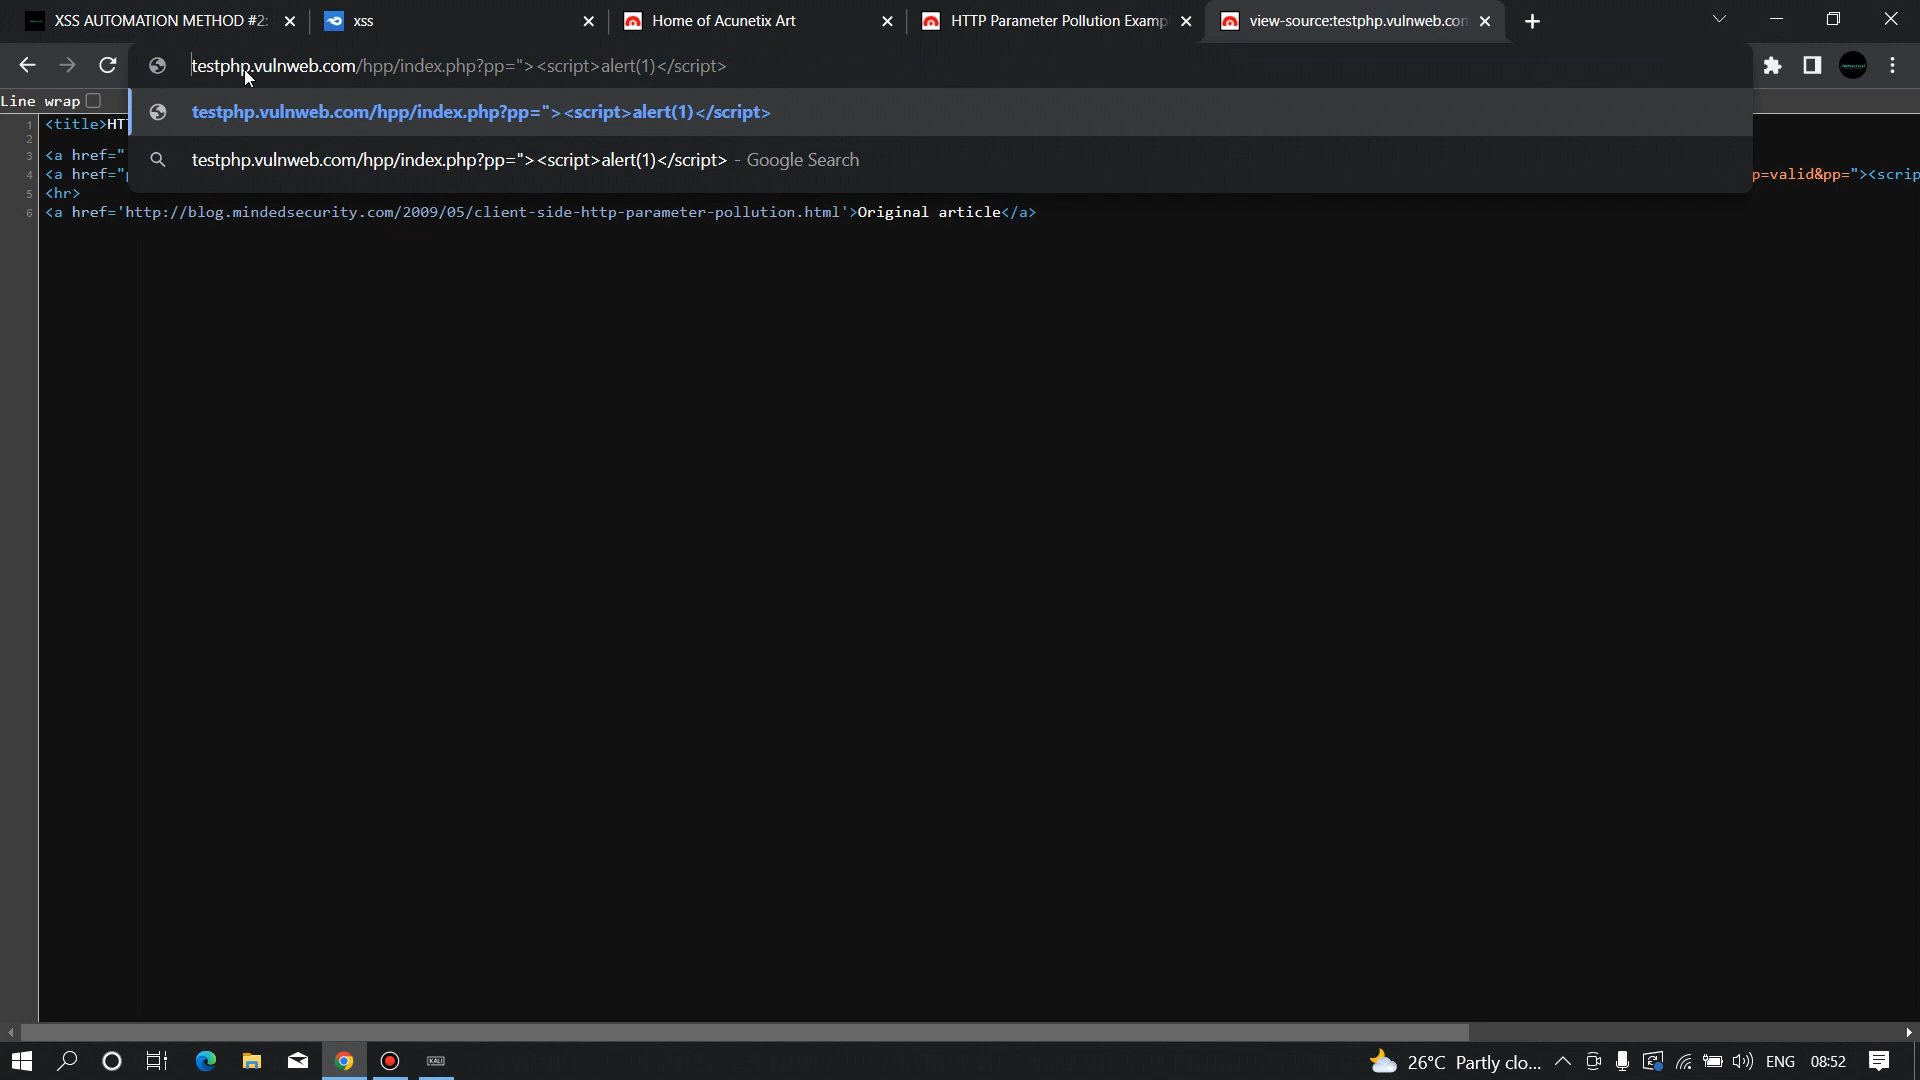 XSS AUTOMATION METHOD #2:
xss
Home of Acunetix Art
HTTP Parameter Pollution Examp
view-source:testphp.vulnweb.com
testphp.vulnweb.com/hpp/index.php?pp="><script>alert(1)</script>
Line wrap
testphp.vulnweb.com/hpp/index.php?pp="><script>alert(1)</script>
1 <title>HT
2
testphp.vulnweb.com/hpp/index.php?pp="><script>alert(1)</script> - Google Search
3 <a href="
4 <a href="p p=valid&pp="><scrip
5 <hr>
6 <a href='http://blog.mindedsecurity.com/2009/05/client-side-http-parameter-pollution.html'>Original article</a>
KALI
26°C Partly clo...
ENG
08:52